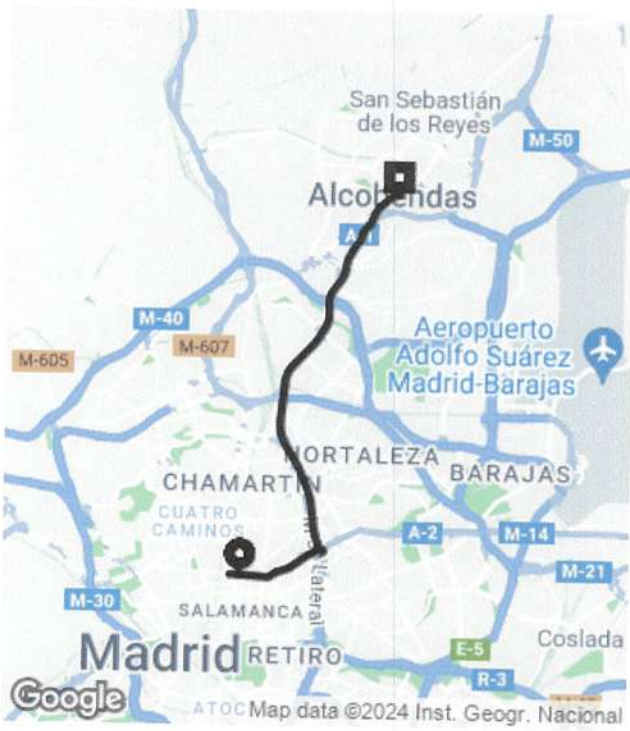 San Sebastián
de los Reyes
M-50
Alcobendas
A-1
M-40
M-607
M-605
Aeropuerto
Adolfo Suárez
Madrid-Barajas
HORTALEZA
BARAJAS
CHAMARTÍN
CUATRO
CAMINOS
A-2
M-14
M-21
Lateral
M-30
SALAMANCA
Madrid
RETIRO
E-5
Coslada
R-3
Google
ATOC
Map data ©2024 Inst. Geogr. Nacional